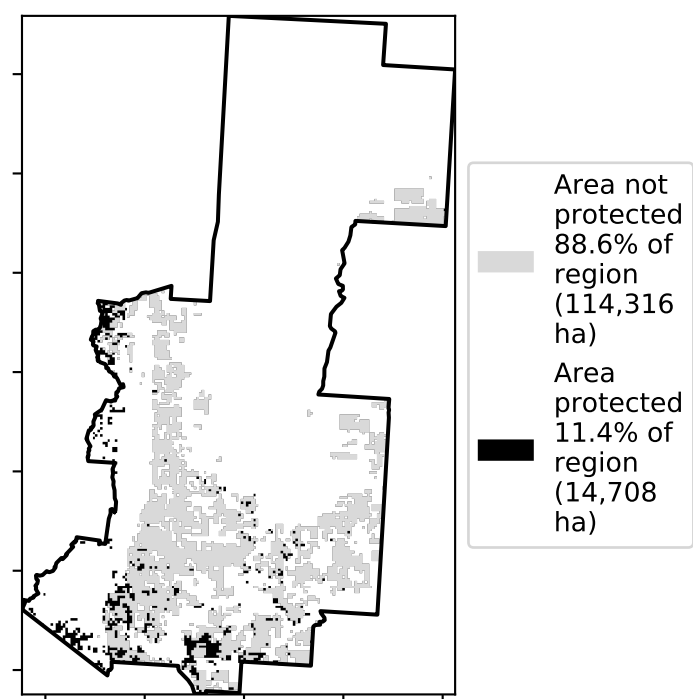 Area not
protected
88.6% of
region
(114,316
ha)
Area
protected
11.4% of
region
(14,708
ha)